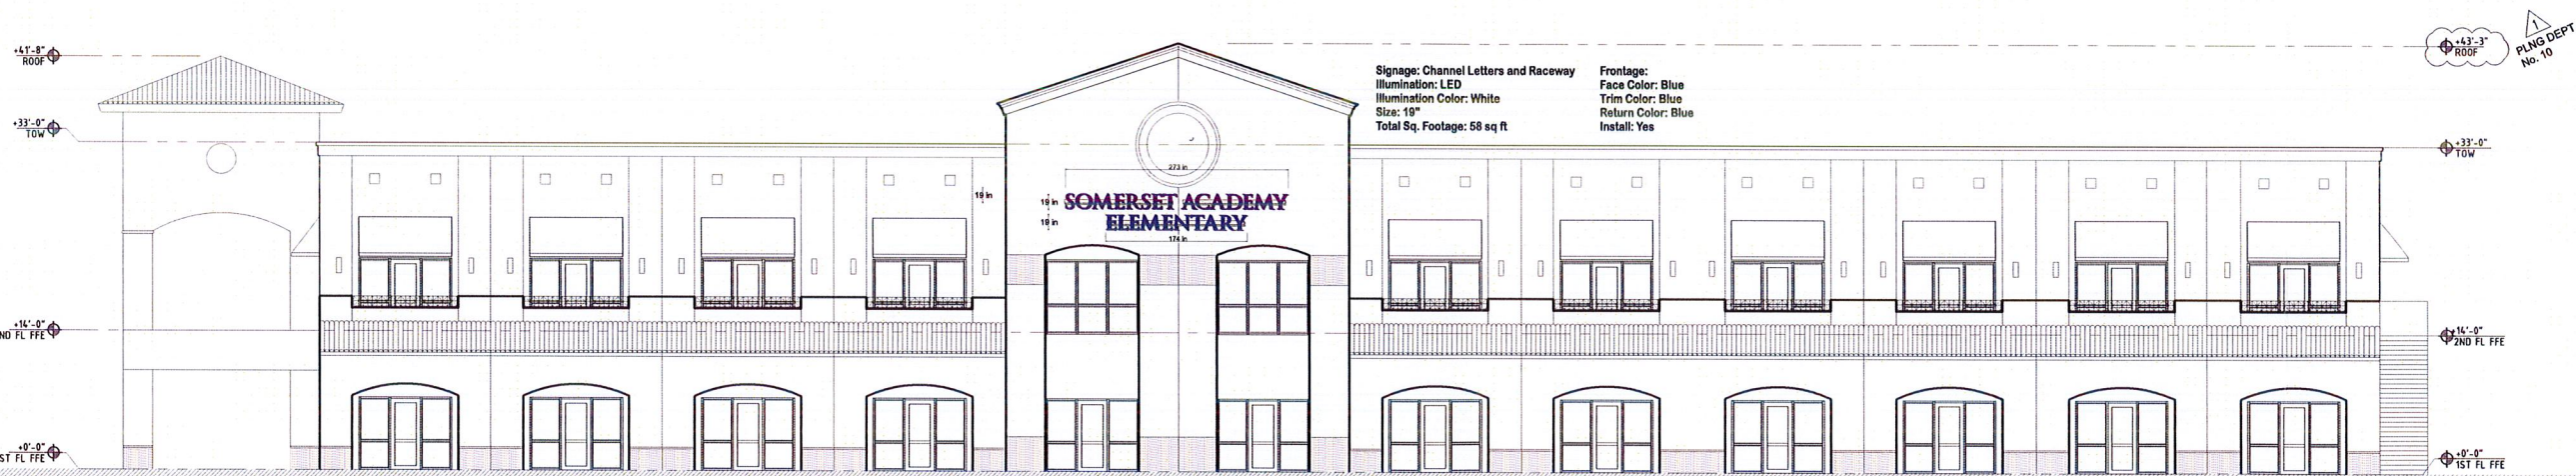 +41'-8"
ROOF
+43'-3"
ROOF
1
PLNG DEPT
No. 10
Signage: Channel Letters and Raceway
Illumination: LED
Illumination Color: White
Size: 19"
Total Sq. Footage: 58 sq ft
Frontage:
Face Color: Blue
Trim Color: Blue
Return Color: Blue
Install: Yes
+33'-0"
TOW
+33'-0"
TOW
273 in
19 in
19 in
SOMERSET ACADEMY
19 in
ELEMENTARY
174 in
+14'-0"
ND FL FFE
+14'-0"
2ND FL FFE
+0'-0"
ST FL FFE
+0'-0"
1ST FL FFE